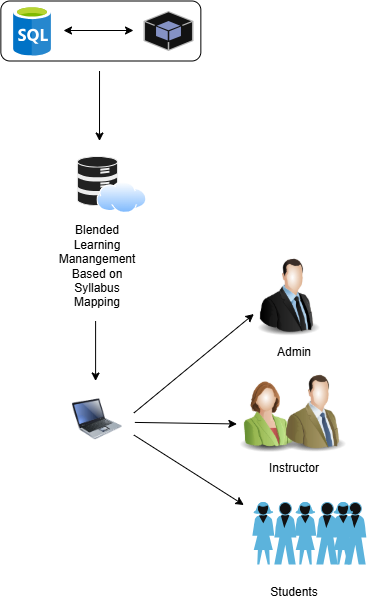 SQL
Blended
Learning
Manangement
Based on
Syllabus
Mapping
Admin
Instructor
Students